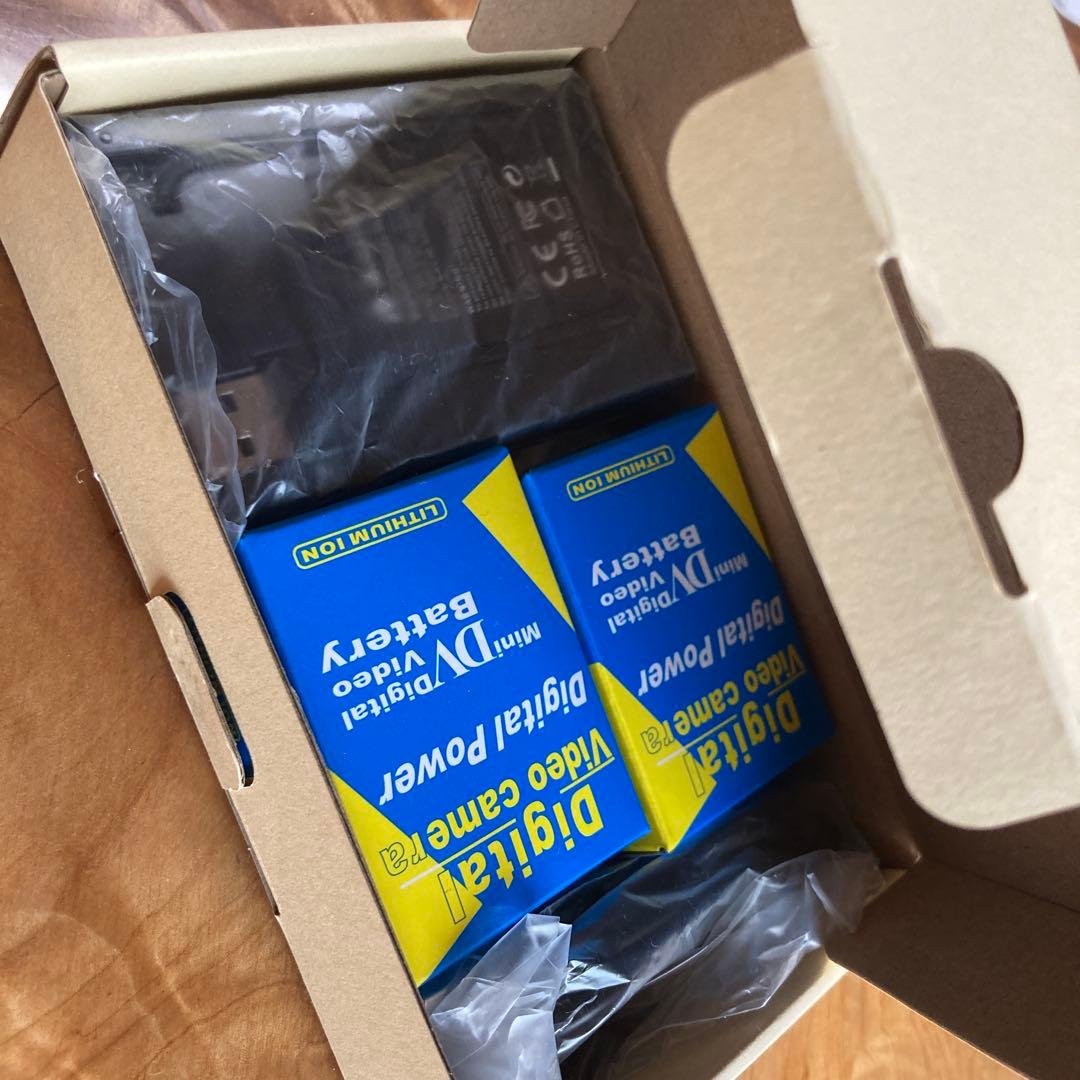 CE
RoHS
LITHIUM ION
Mini DV Digital Video
Battery
Digital Power
Digital
Video camera
LITHIUM ION
Mini DV Digital Video
Battery
Digital Power
Digital
Video camera